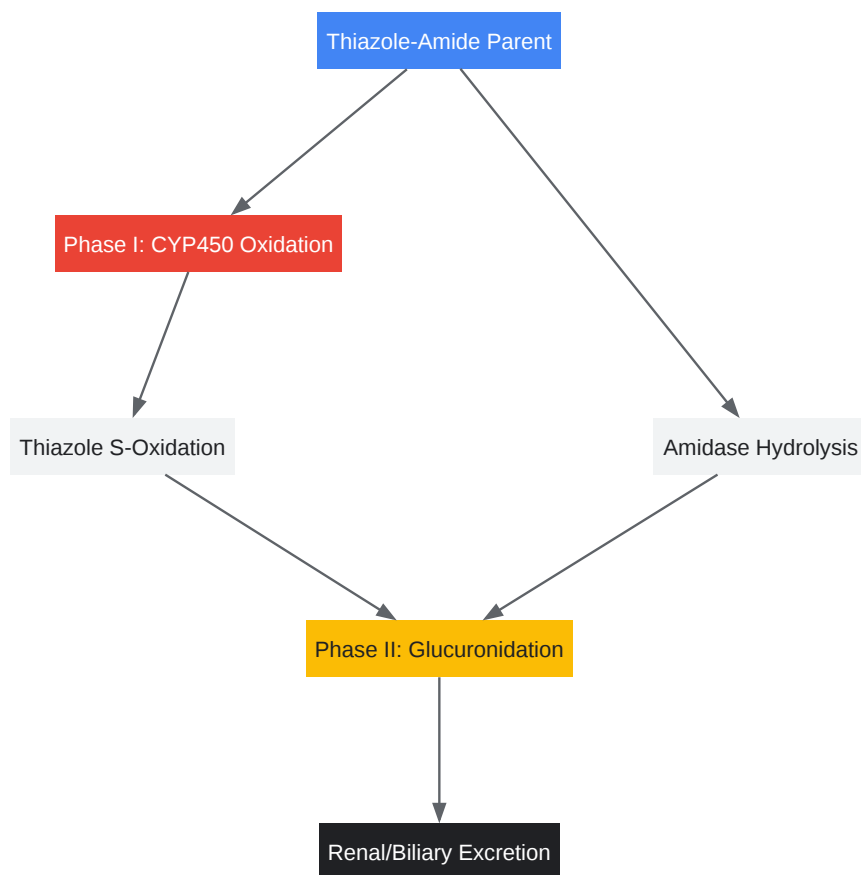 Thiazole-Amide Parent
Phase I: CYP450 Oxidation
Thiazole S-Oxidation
Amidase Hydrolysis
Phase II: Glucuronidation
Renal/Biliary Excretion